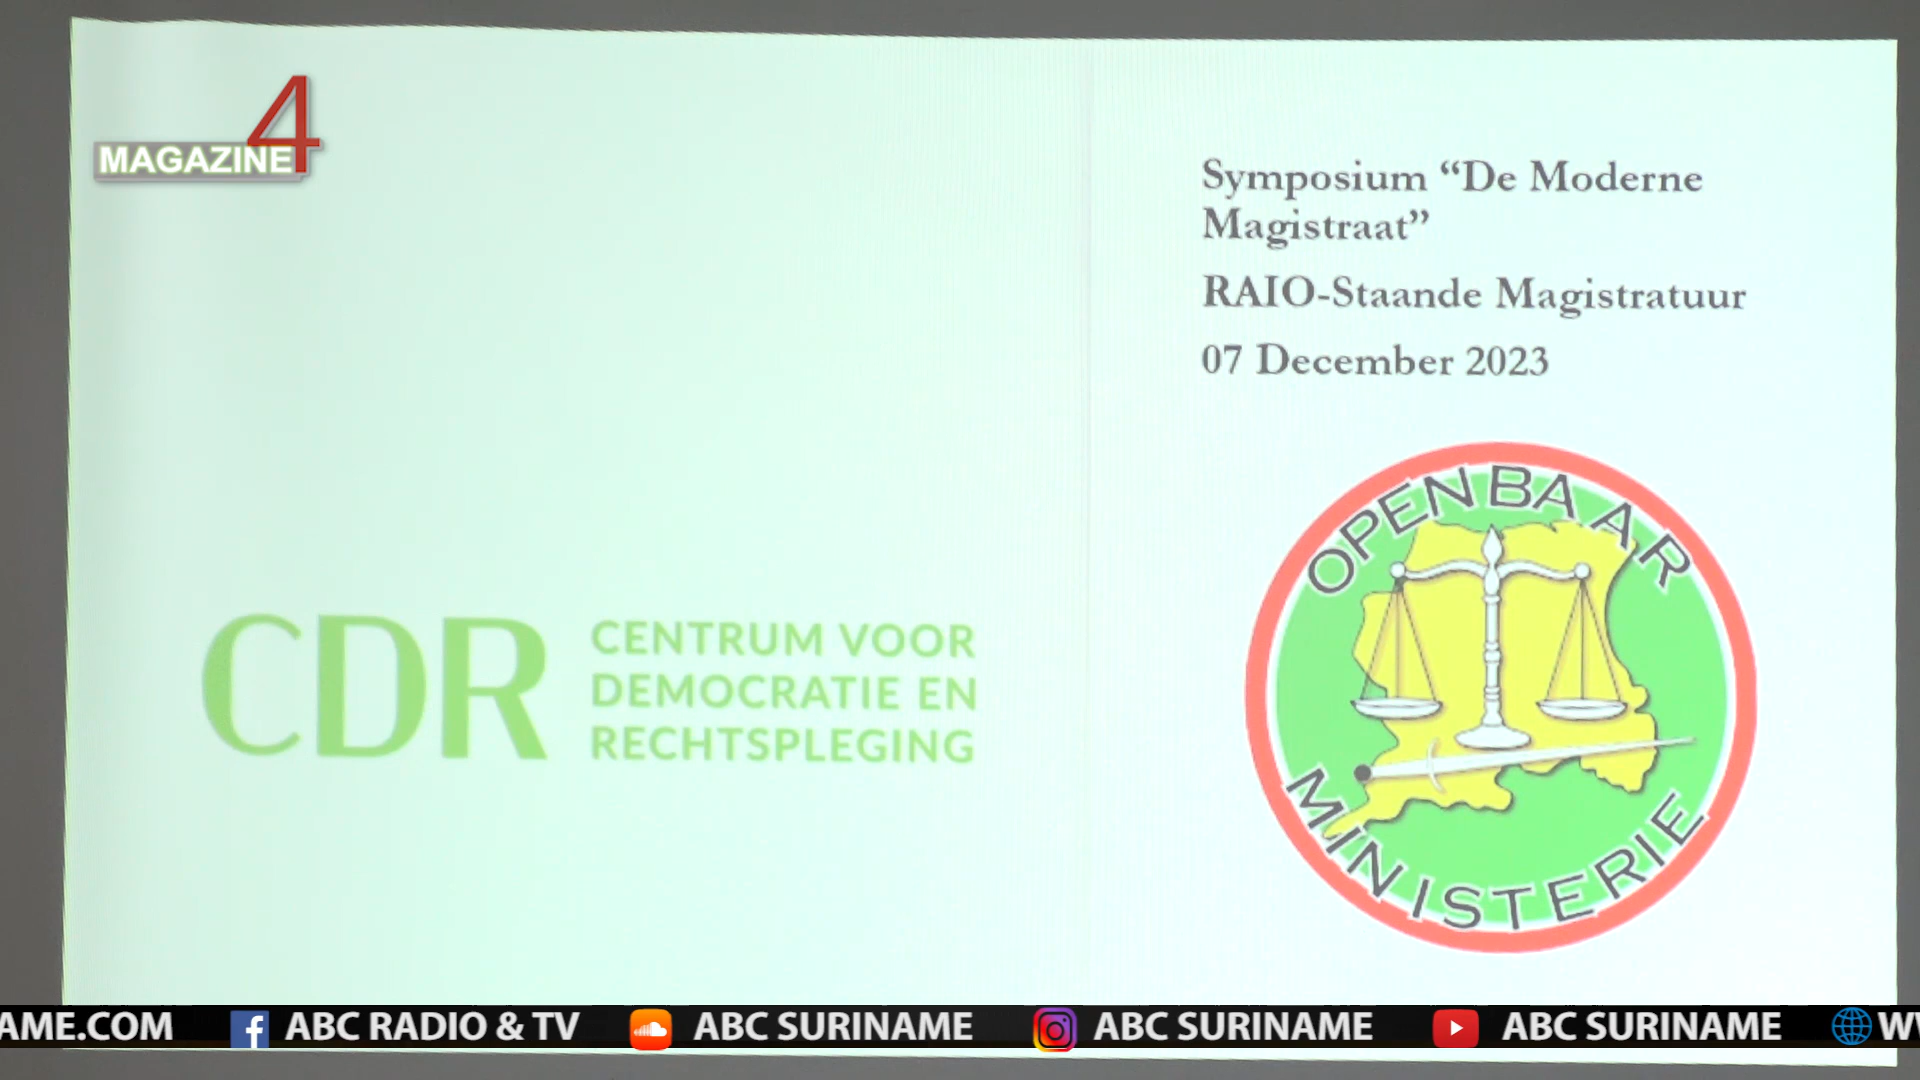 MAGAZINE 4
Symposium “De Moderne
Magistraat”
RAIO-Staande Magistratuur
07 December 2023
CDR
CENTRUM VOOR
DEMOCRATIE EN
RECHTSPLEGING
OPENBAAR
MINISTERIE
AME.COM ABC RADIO & TV ABC SURINAME ABC SURINAME ABC SURINAME WW